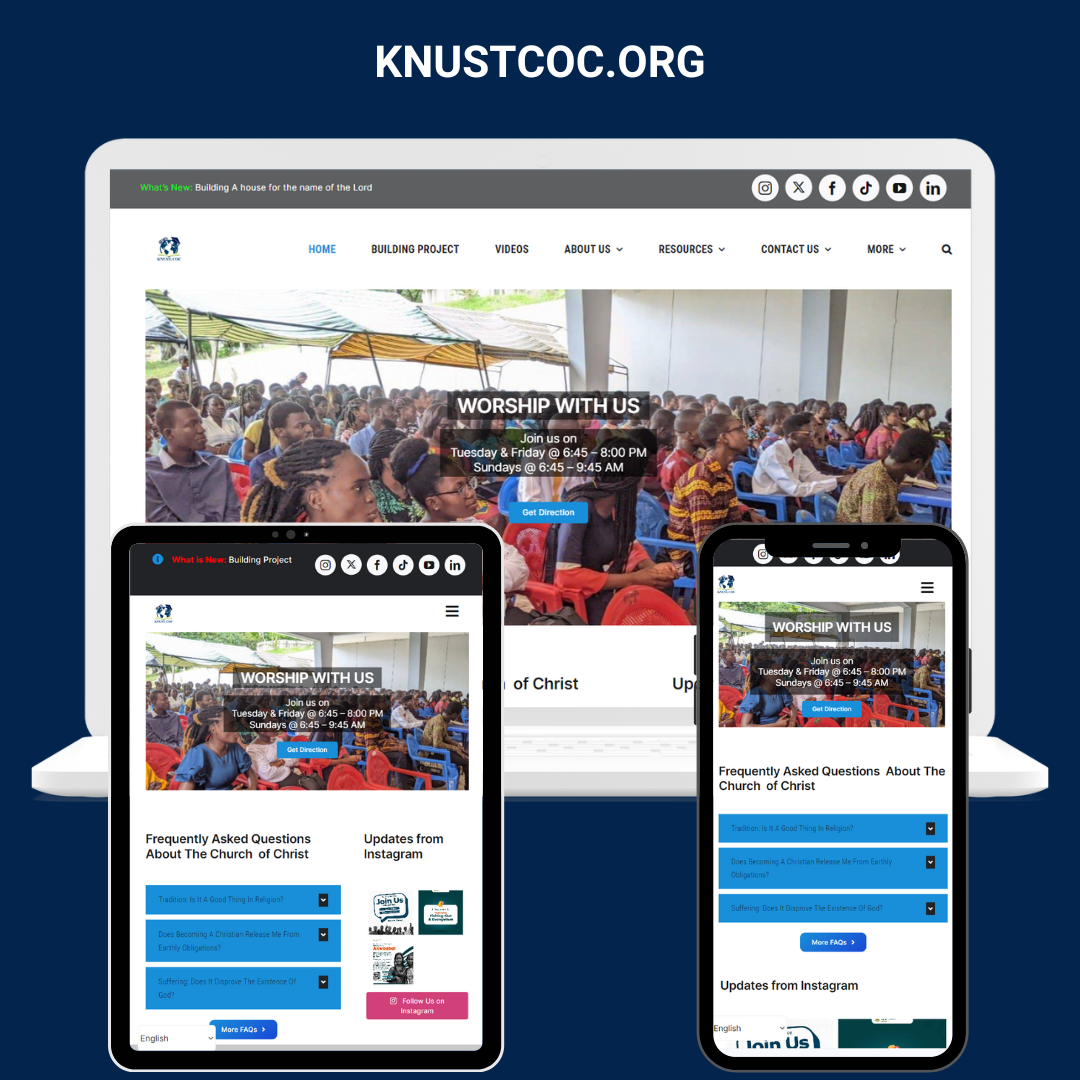 KNUSTCOC.ORG
What's New: Building A house for the name of the Lord
KNUST COC
HOME BUILDING PROJECT VIDEOS ABOUT US RESOURCES CONTACT US MORE
WORSHIP WITH US
Join us on
Tuesday & Friday @ 6:45 – 8:00 PM
Sundays @ 6:45 – 9:45 AM
Get Direction
of Christ
Up
What is New: Building Project
KNUST COC
WORSHIP WITH US
Join us on
Tuesday & Friday @ 6:45 – 8:00 PM
Sundays @ 6:45 – 9:45 AM
Get Direction
Frequently Asked Questions
About The Church of Christ
Tradition: Is It A Good Thing In Religion?
Does Becoming A Christian Release Me From
Earthly Obligations?
Suffering: Does It Disprove The Existence Of
God?
More FAQs
English
Updates from
Instagram
Join Us
Follow Us on
Instagram
WORSHIP WITH US
Join us on
Tuesday & Friday @ 6:45 – 8:00 PM
Sundays @ 6:45 – 9:45 AM
Get Direction
Frequently Asked Questions About The
Church of Christ
Tradition: Is It A Good Thing In Religion?
Does Becoming A Christian Release Me From Earthly
Obligations?
Suffering: Does It Disprove The Existence Of God?
More FAQs
Updates from Instagram
English
Join Us